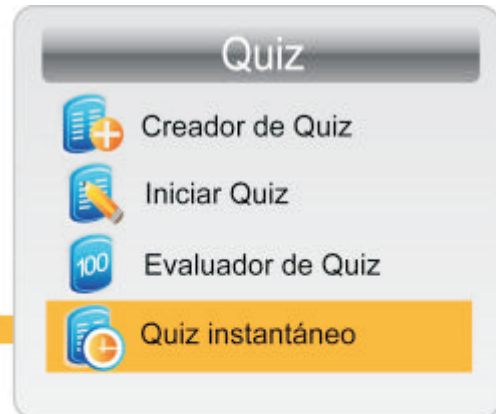 Quiz
Creador de Quiz
Iniciar Quiz
100
Evaluador de Quiz
Quiz instantáneo